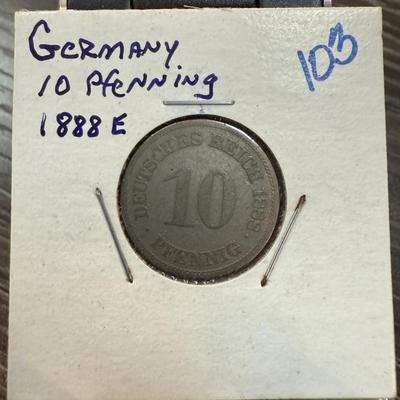 GERMANY
10 Pfenning
1888 E
103
DEUTSCHES REICH 1888
10
PFENNIG